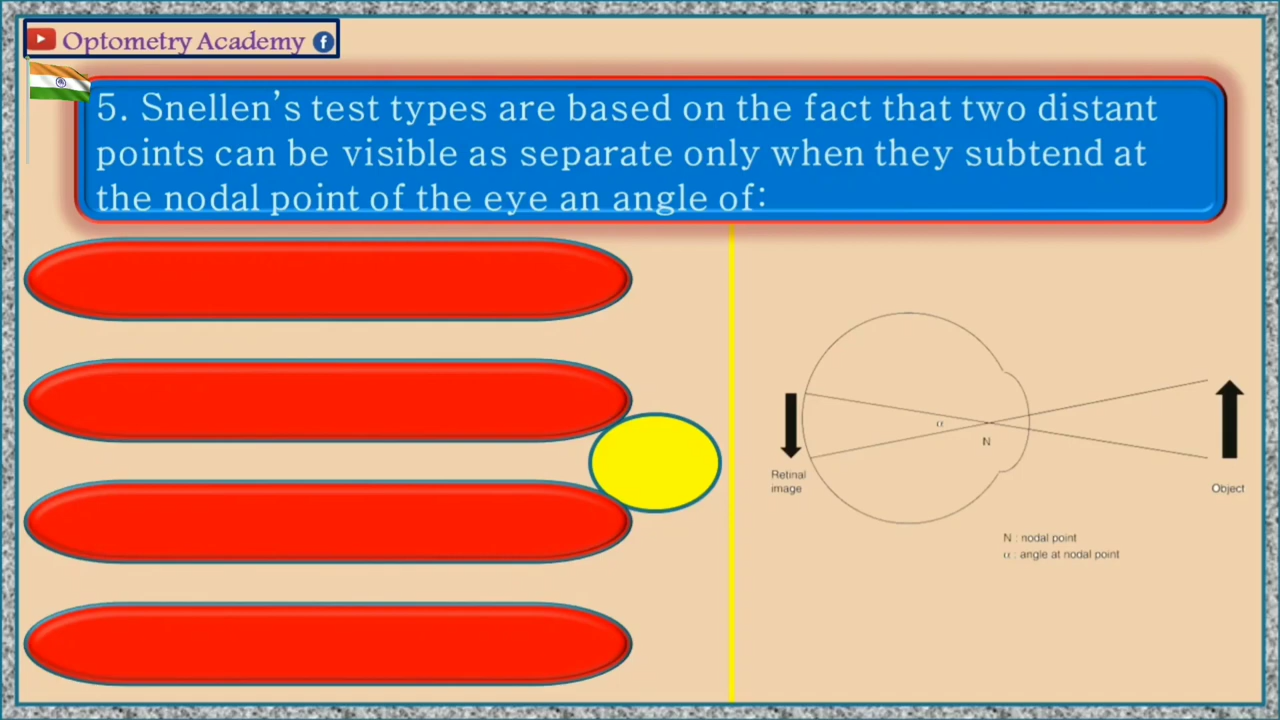 Optometry Academy
5. Snellen’s test types are based on the fact that two distant
points can be visible as separate only when they subtend at
the nodal point of the eye an angle of:
α
N
Retinal
image
Object
N : nodal point
α : angle at nodal point